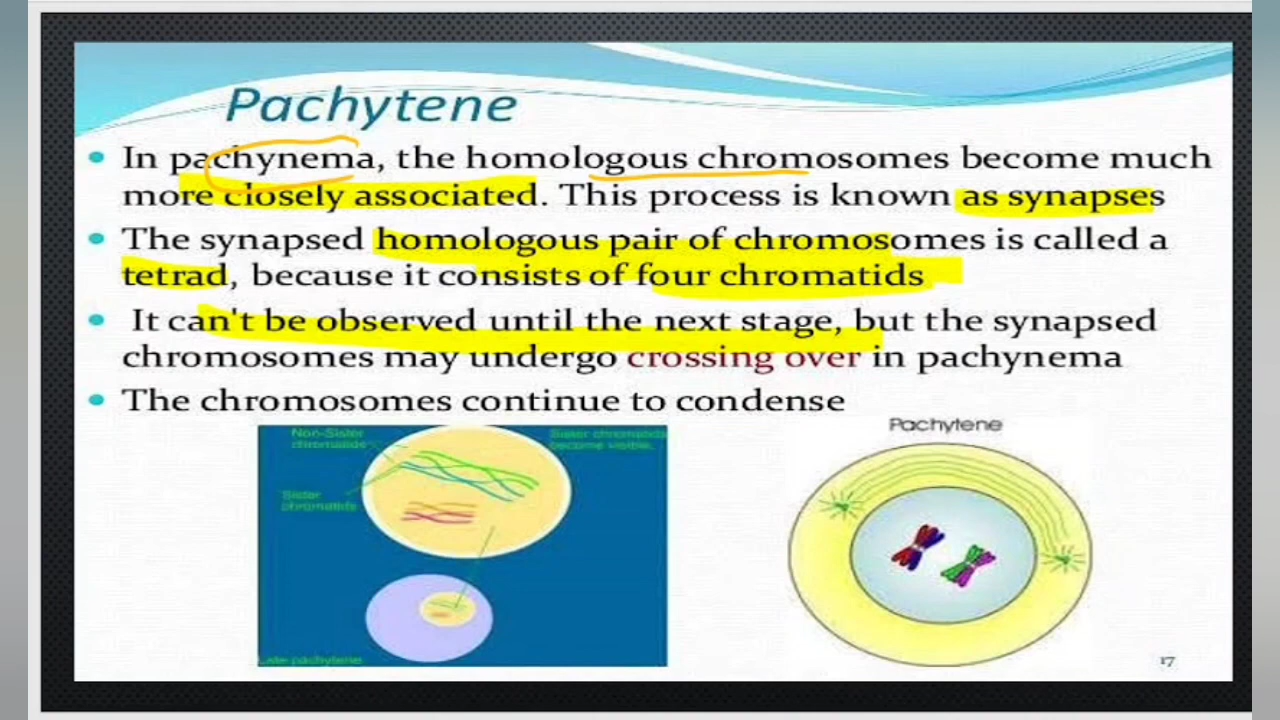 Pachytene
• In pachynema, the homologous chromosomes become much
more closely associated. This process is known as synapses
• The synapsed homologous pair of chromosomes is called a
tetrad, because it consists of four chromatids
• It can't be observed until the next stage, but the synapsed
chromosomes may undergo crossing over in pachynema
• The chromosomes continue to condense
Non-Sister
chromatids
Sister chromatids
become visible.
Sister
chromatids
Late pachytene
Pachytene
17